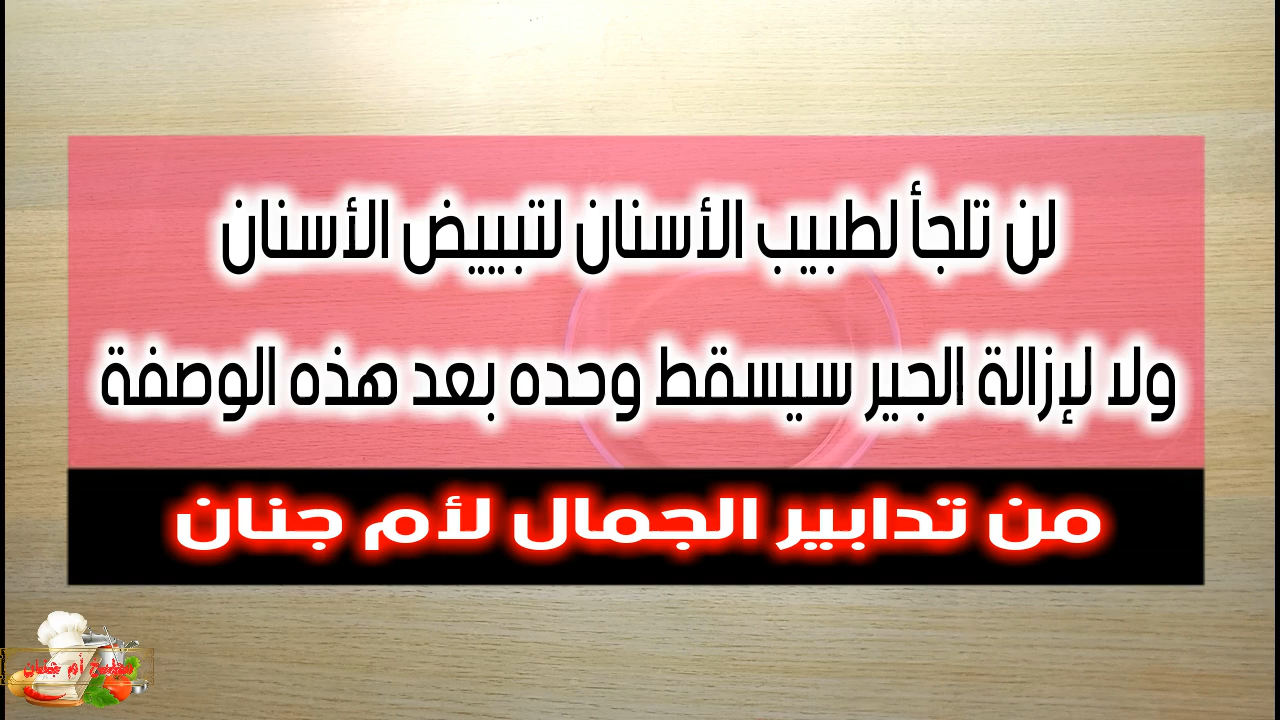 لن تلجأ لطبيب الأسنان لتبييض الأسنان
ولا لإزالة الجير سيسقط وحده بعد هذه الوصفة
من تدابير الجمال لأم جنان
مطبخ أم جنان